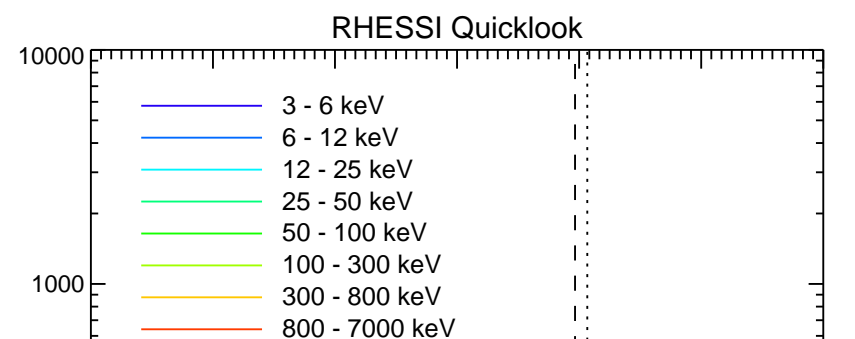 RHESSI Quicklook
10000
3 - 6 keV
6 - 12 keV
12 - 25 keV
25 - 50 keV
50 - 100 keV
100 - 300 keV
1000
300 - 800 keV
800 - 7000 keV